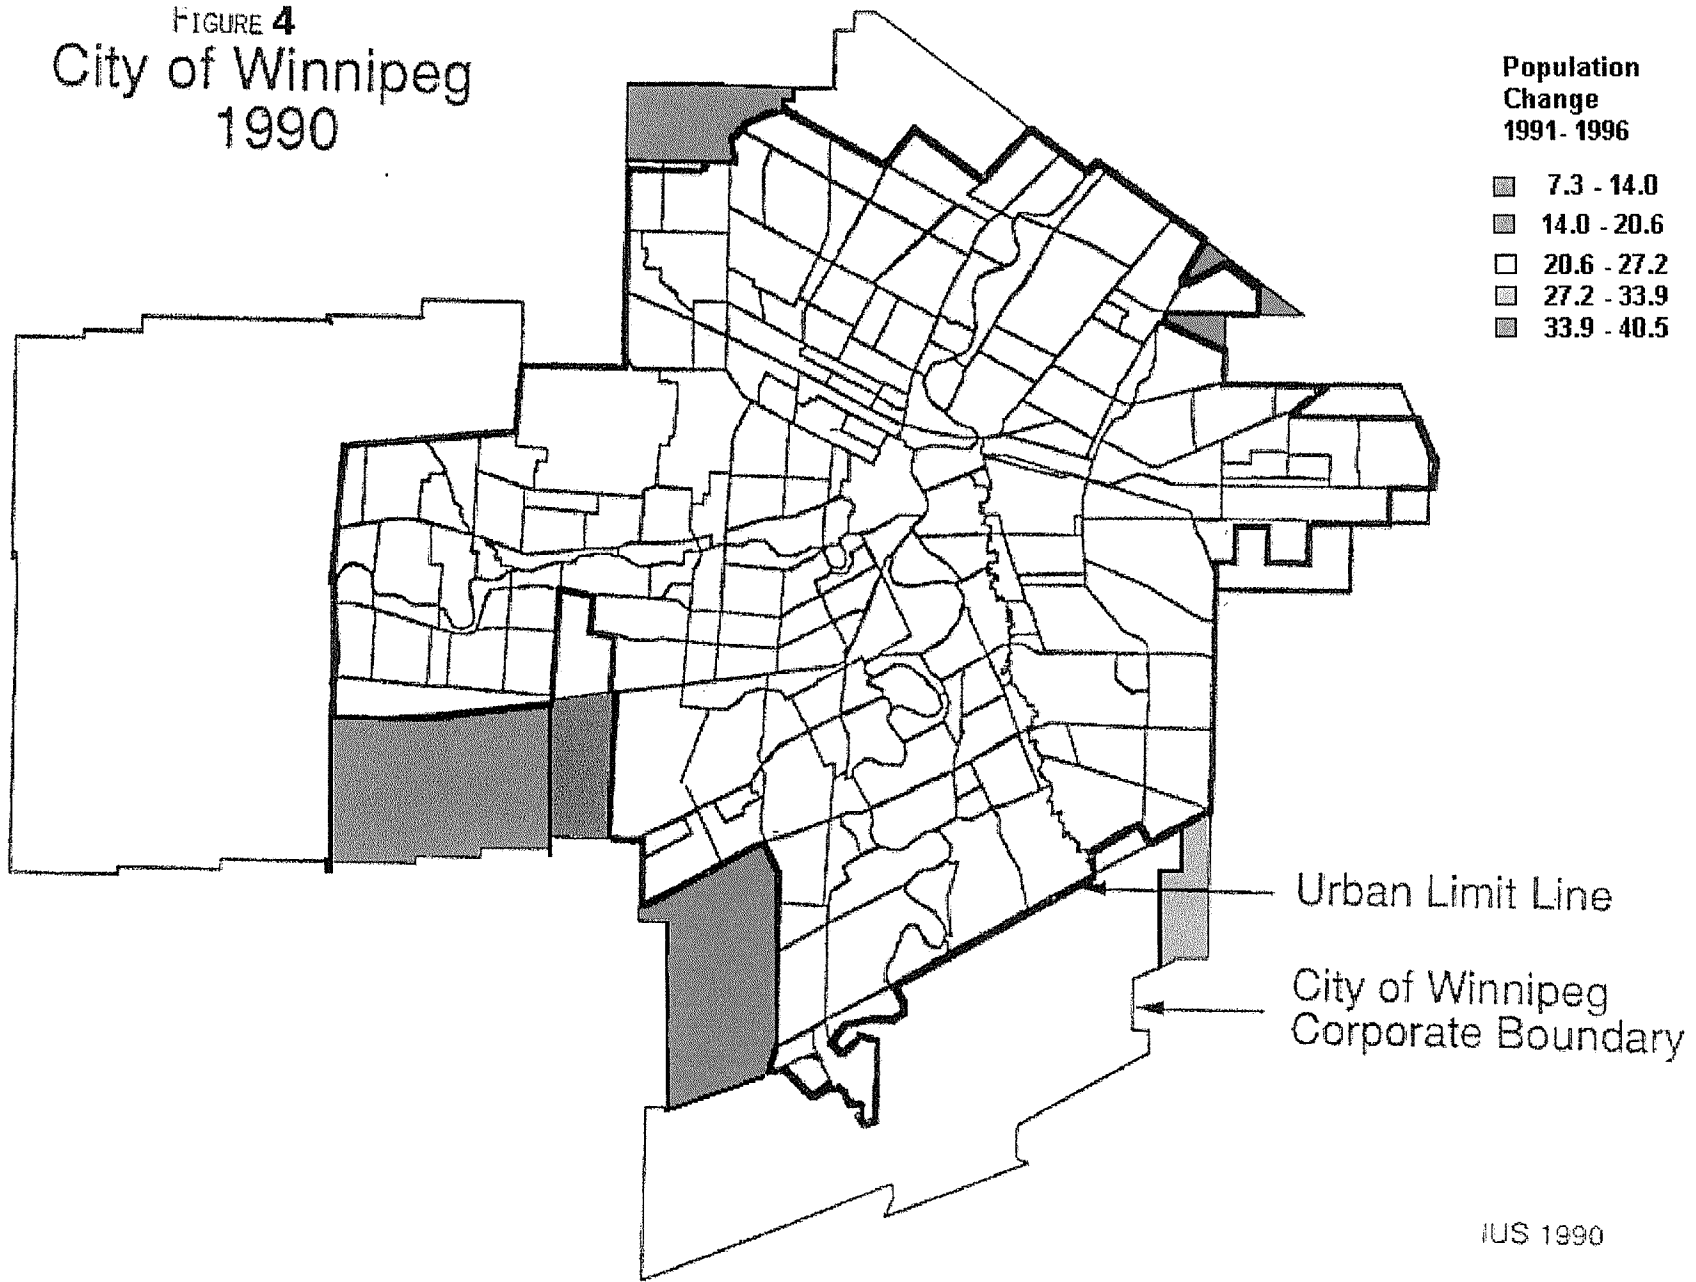 FIGURE 4
City of Winnipeg
1990
Population
Change
1991-1996
7.3 - 14.0
14.0 - 20.6
20.6 - 27.2
27.2 - 33.9
33.9 - 40.5
Urban Limit Line
City of Winnipeg
Corporate Boundary
IUS 1990